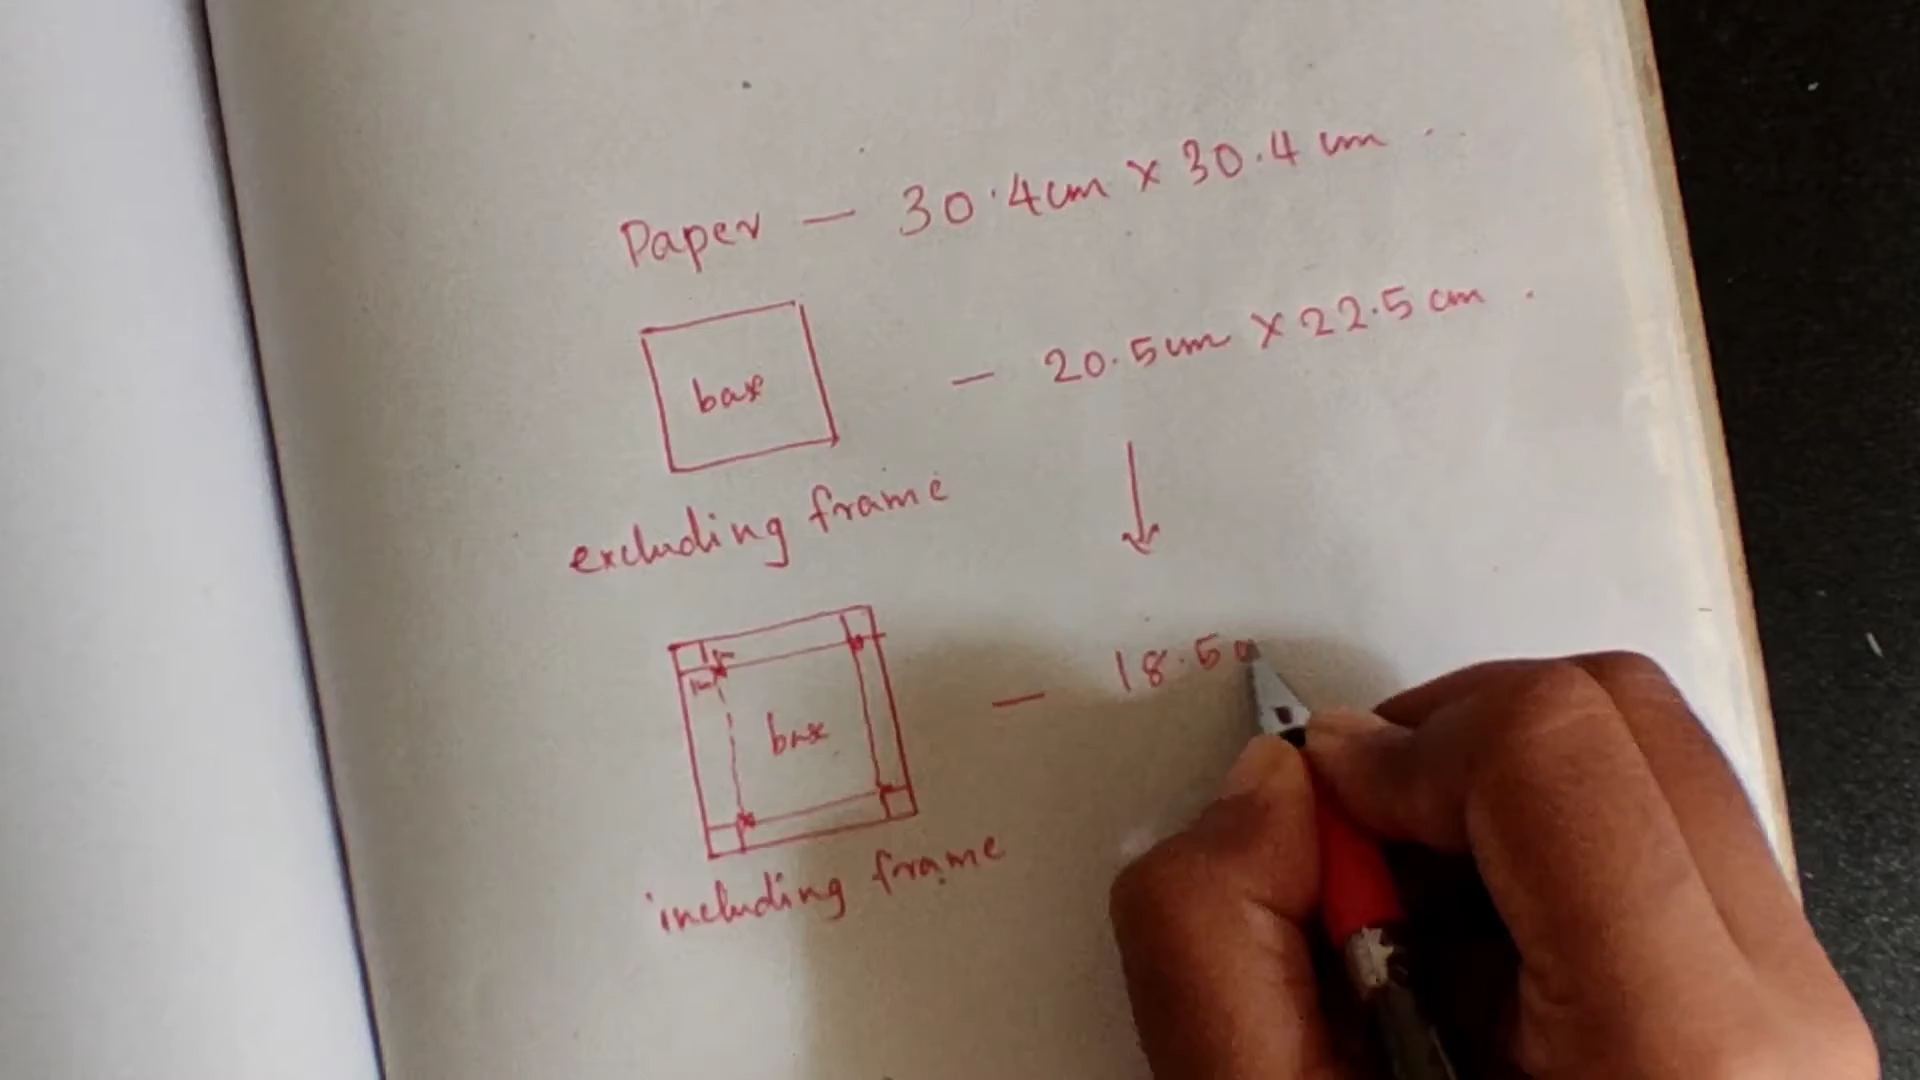 Paper — 30.4cm x 30.4 cm
base — 20.5cm x 22.5 cm
excluding frame
base — 18.5
including frame